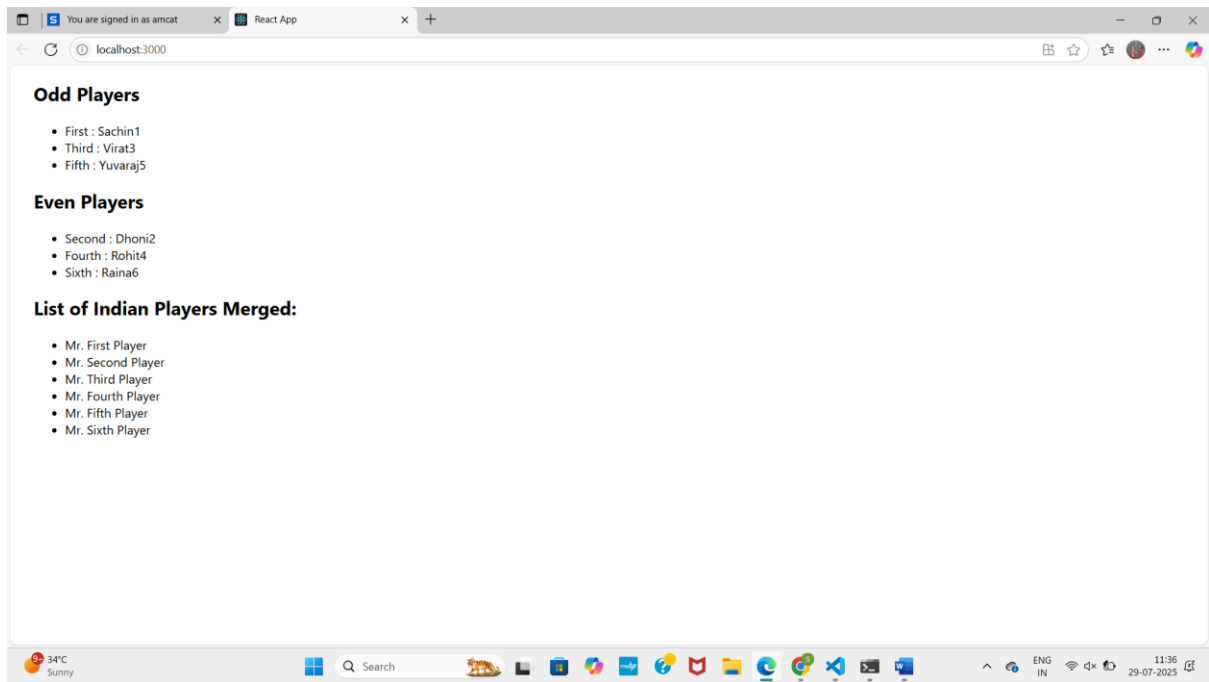 You are signed in as amcat
React App
localhost:3000
Odd Players
First : Sachin1
Third : Virat3
Fifth : Yuvaraj5
Even Players
Second : Dhoni2
Fourth : Rohit4
Sixth : Raina6
List of Indian Players Merged:
Mr. First Player
Mr. Second Player
Mr. Third Player
Mr. Fourth Player
Mr. Fifth Player
Mr. Sixth Player
9+
34°C
Sunny
Search
ENG
IN
11:36
29-07-2025